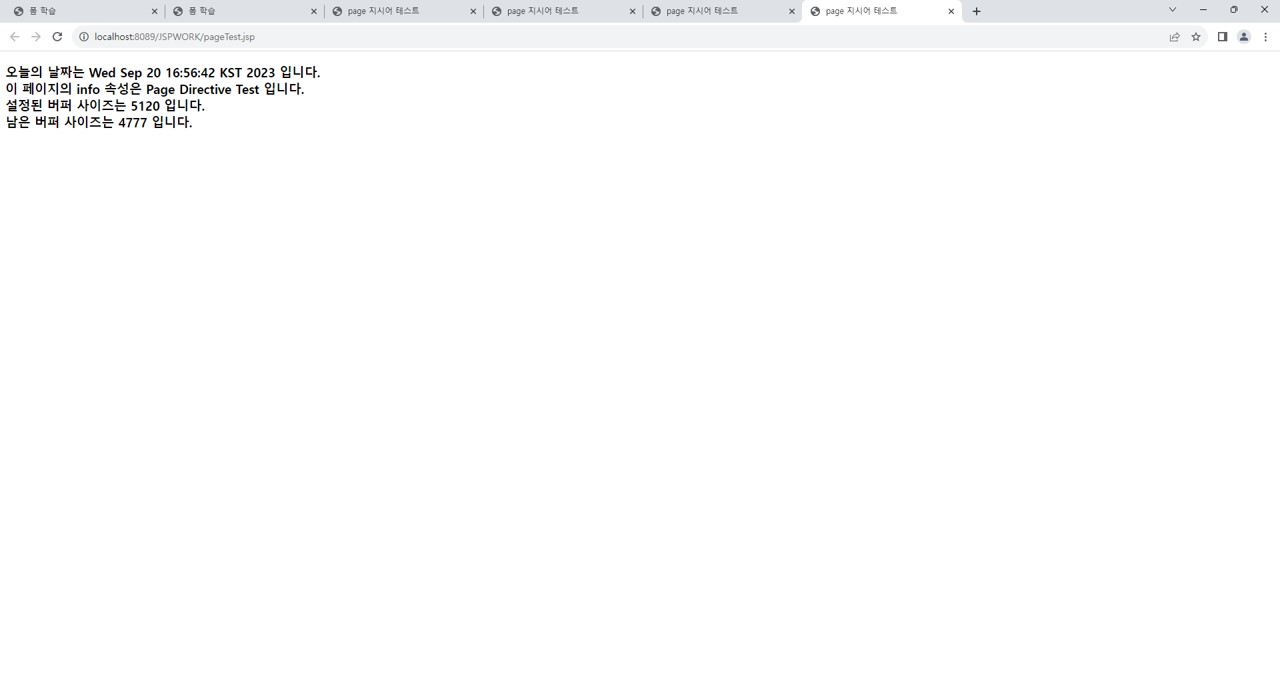 폼 학습
폼 학습
page 지시어 테스트
page 지시어 테스트
page 지시어 테스트
page 지시어 테스트
localhost:8089/JSPWORK/pageTest.jsp
오늘의 날짜는 Wed Sep 20 16:56:42 KST 2023 입니다.
이 페이지의 info 속성은 Page Directive Test 입니다.
설정된 버퍼 사이즈는 5120 입니다.
남은 버퍼 사이즈는 4777 입니다.